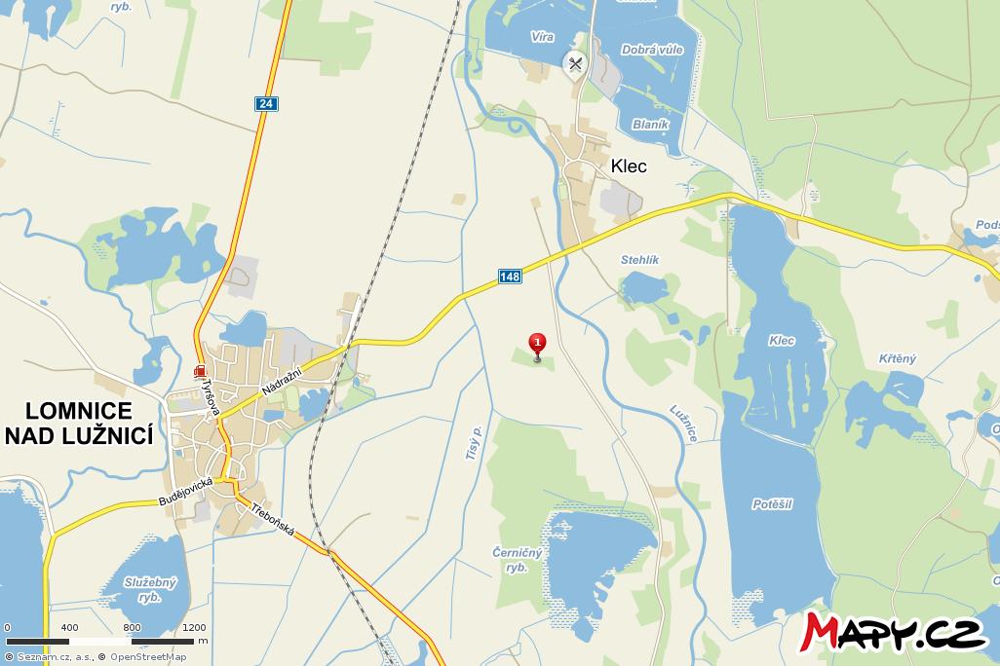 ryb.
Víra
Dobrá vůle
24
Blaník
Klec
Pods
148
Stehlík
1
Klec
Křtěný
Tyršova
Nádražní
LOMNICE
NAD LUŽNICÍ
Lužnice
Tisý p.
Budějovická
Třeboňská
Potěšil
Černičný
ryb.
Služebný
ryb.
0 400 800 1200
m
© Seznam.cz, a.s., © OpenStreetMap
MAPY.CZ